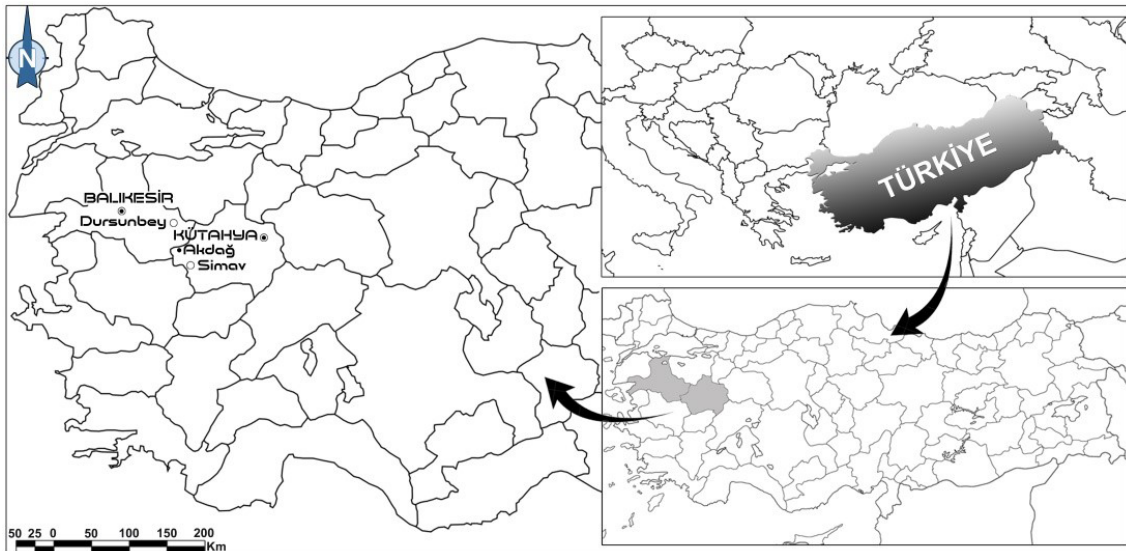 N
BALIKESİR
Dursunbey
KÜTAHYA
Akdağ
Simav
50 25 0 50 100 150 200
Km
TÜRKİYE